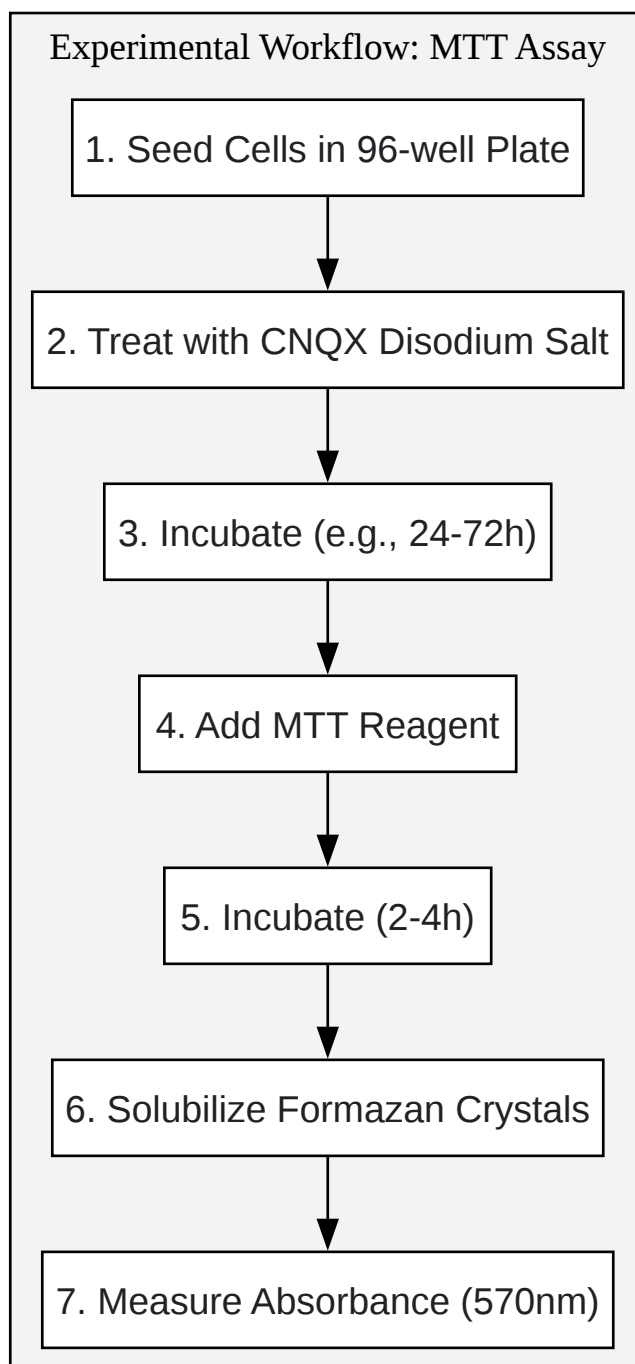 Experimental Workflow: MTT Assay
1. Seed Cells in 96-well Plate
2. Treat with CNQX Disodium Salt
3. Incubate (e.g., 24-72h)
4. Add MTT Reagent
5. Incubate (2-4h)
6. Solubilize Formazan Crystals
7. Measure Absorbance (570nm)